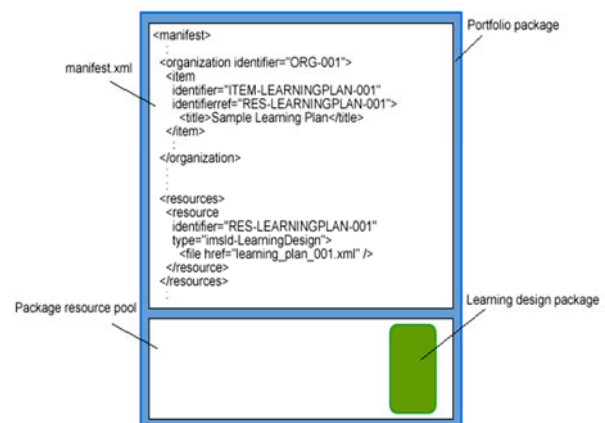 Portfolio package
manifest.xml
<manifest>
:
<organization identifier="ORG-001">
<item
identifier="ITEM-LEARNINGPLAN-001"
identifierref="RES-LEARNINGPLAN-001">
<title>Sample Learning Plan</title>
</item>
:
</organization>
:
:
<resources>
<resource
identifier="RES-LEARNINGPLAN-001"
type="imsld-LearningDesign">
<file href="learning_plan_001.xml" />
</resource>
</resources>
:
Package resource pool
Learning design package